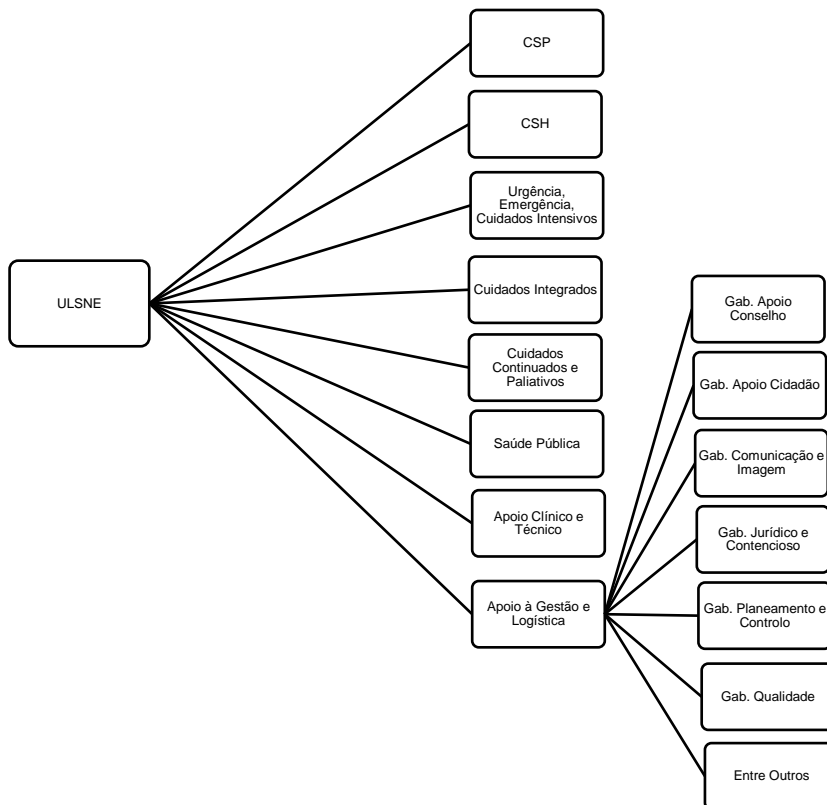 ULSNE
CSP
CSH
Urgência,
Emergência,
Cuidados Intensivos
Cuidados Integrados
Cuidados
Continuados e
Paliativos
Saúde Pública
Apoio Clínico e
Técnico
Apoio à Gestão e
Logística
Gab. Apoio
Conselho
Gab. Apoio Cidadão
Gab. Comunicação e
Imagem
Gab. Jurídico e
Contencioso
Gab. Planeamento e
Controlo
Gab. Qualidade
Entre Outros